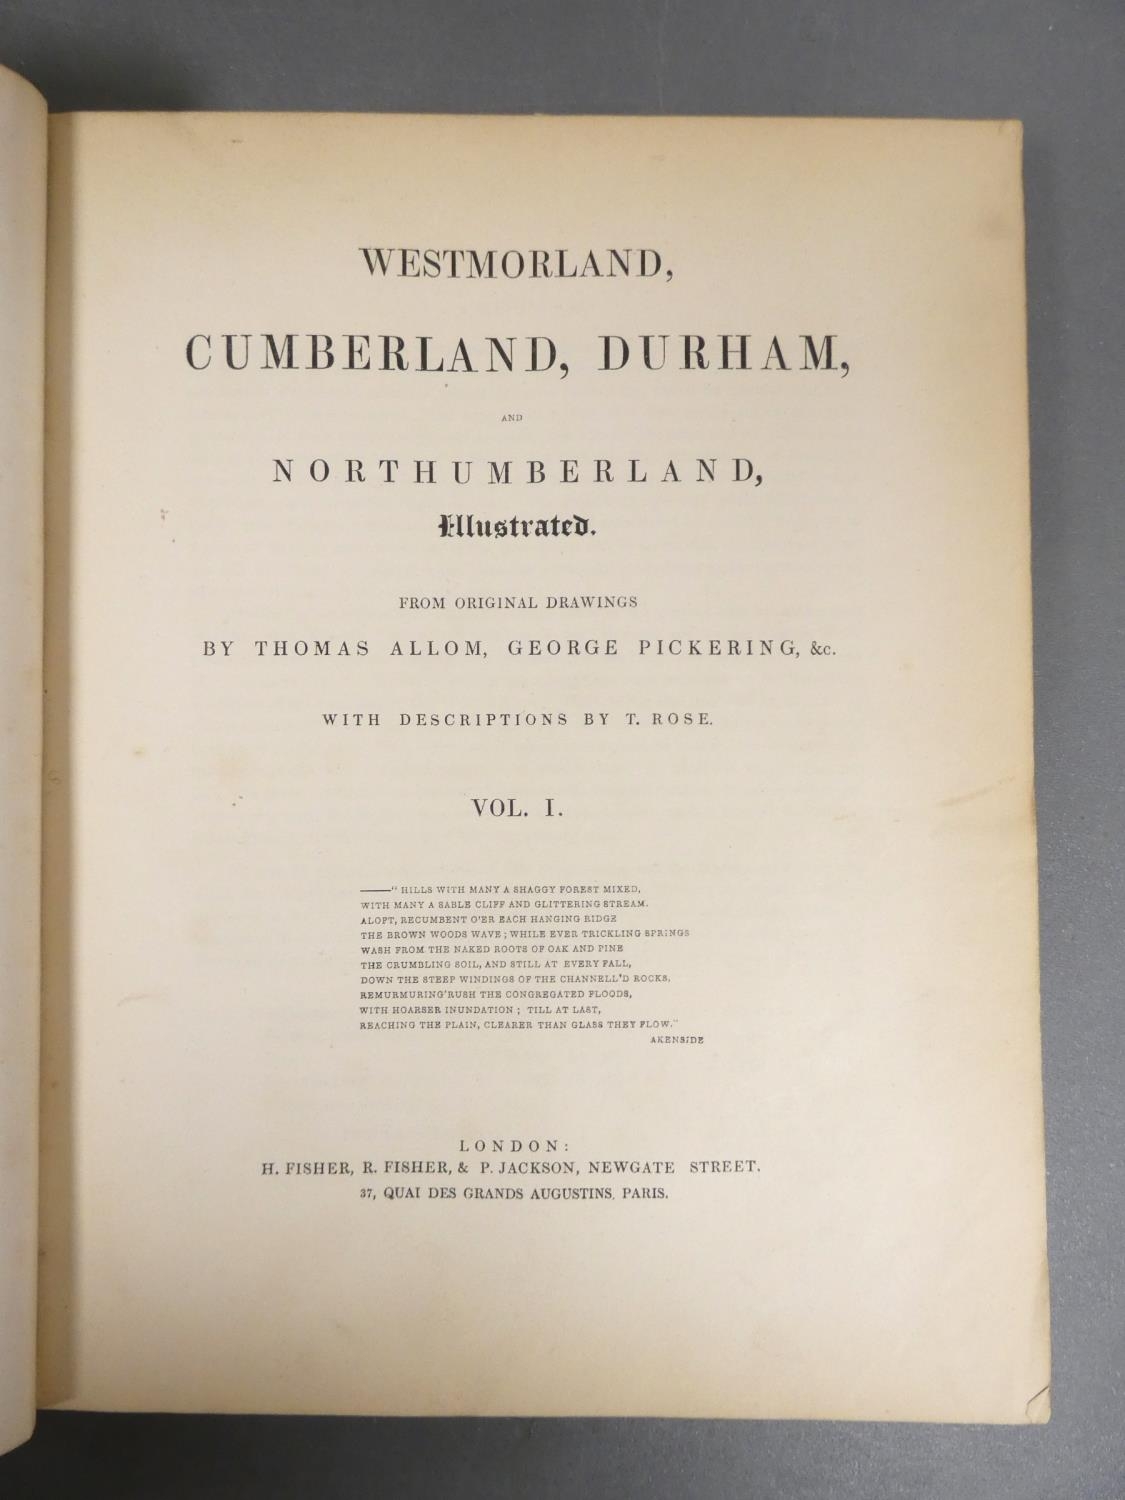 WESTMORLAND,
CUMBERLAND, DURHAM,
AND
NORTHUMBERLAND,
Illustrated.
FROM ORIGINAL DRAWINGS
BY THOMAS ALLOM, GEORGE PICKERING, &c.
WITH DESCRIPTIONS BY T. ROSE.
VOL. I.
——“HILLS WITH MANY A SHAGGY FOREST MIXED,
WITH MANY A SABLE CLIFF AND GLITTERING STREAM.
ALOFT, RECUMBENT O'ER EACH HANGING RIDGE
THE BROWN WOODS WAVE; WHILE EVER TRICKLING SPRINGS
WASH FROM THE NAKED ROOTS OF OAK AND PINE
THE CRUMBLING SOIL, AND STILL AT EVERY FALL,
DOWN THE STEEP WINDINGS OF THE CHANNELL'D ROCKS,
REMURMURING RUSH THE CONGREGATED FLOODS,
WITH HOARSER INUNDATION; TILL AT LAST,
REACHING THE PLAIN, CLEARER THAN GLASS THEY FLOW.”
AKENSIDE
LONDON:
H. FISHER, R. FISHER, & P. JACKSON, NEWGATE STREET.
37, QUAI DES GRANDS AUGUSTINS, PARIS.